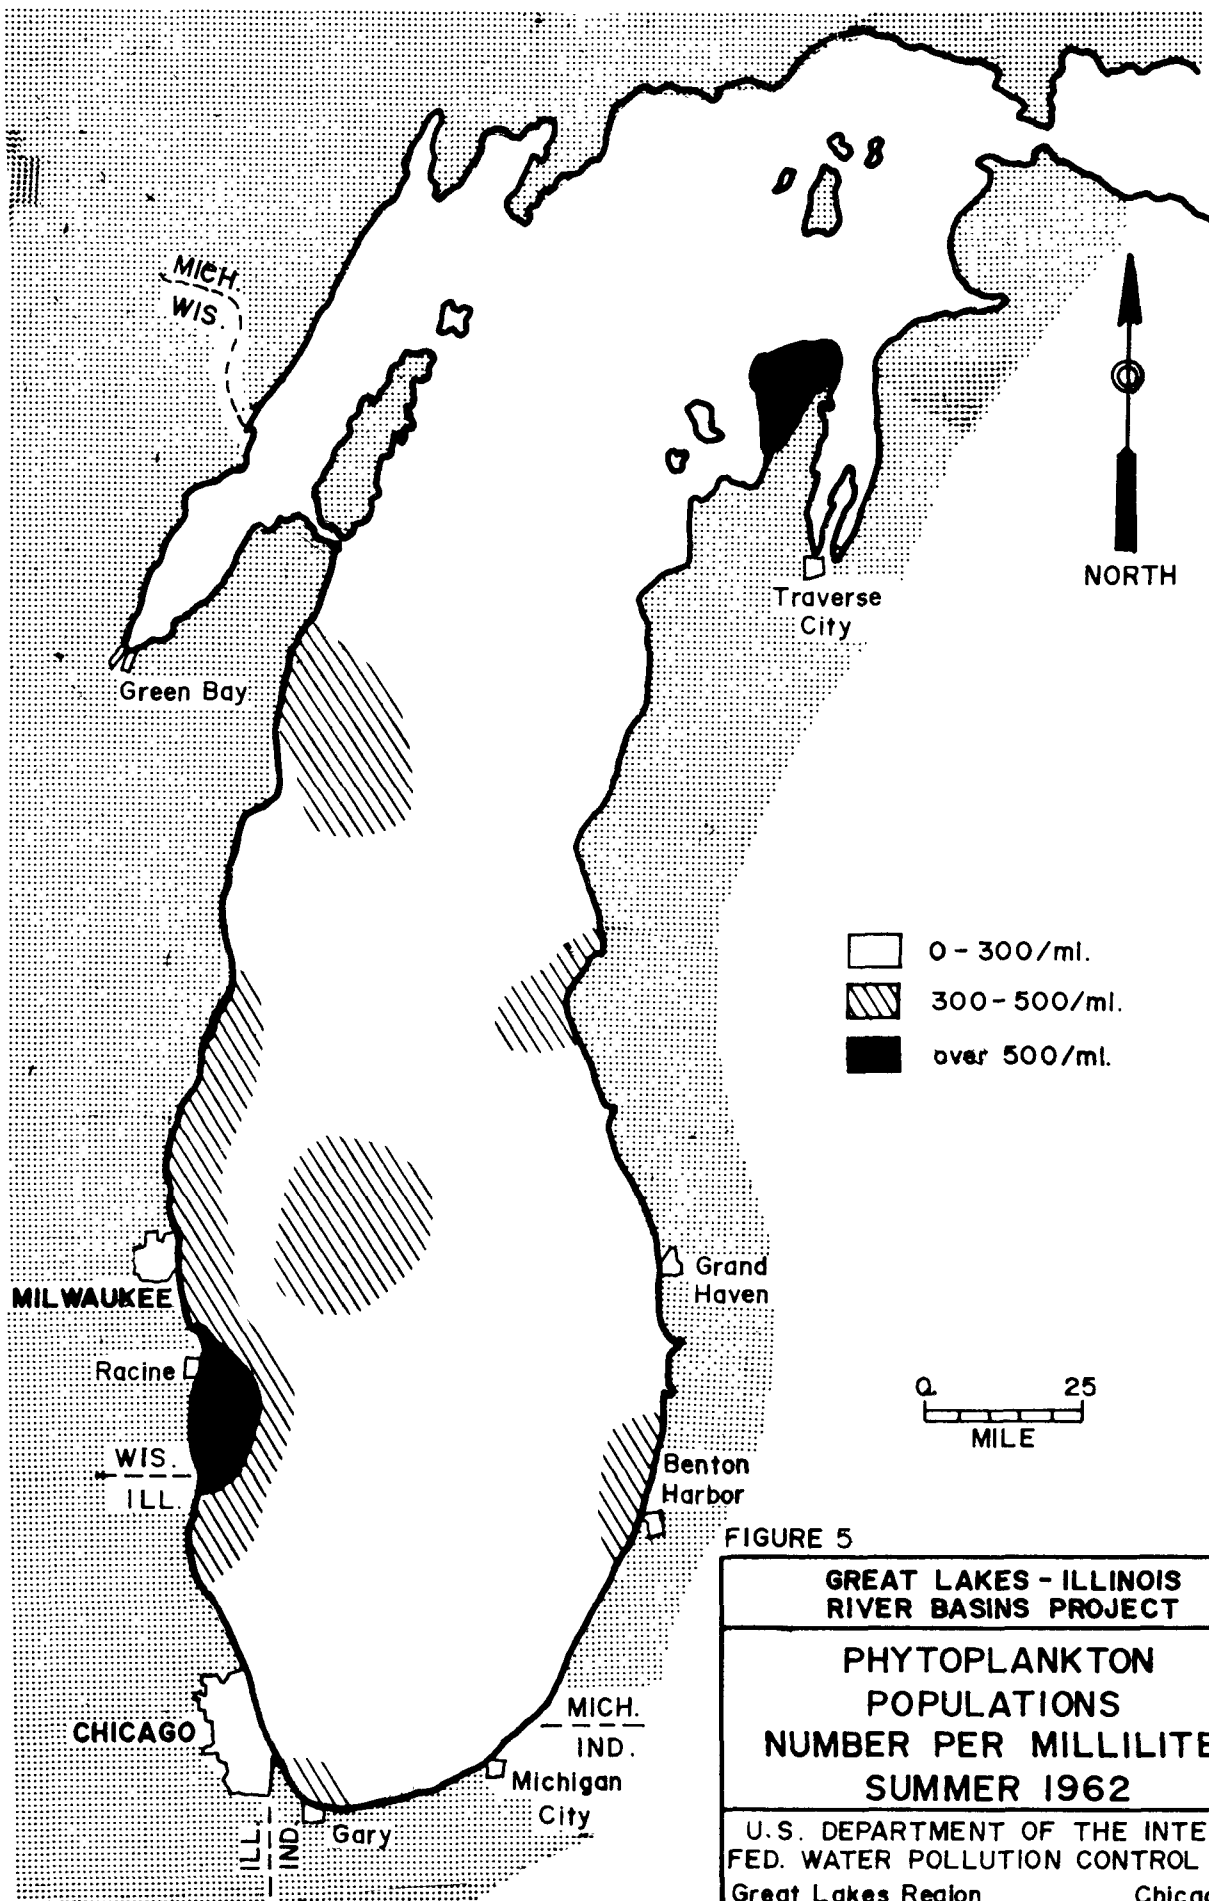 MICH.
WIS.
NORTH
Traverse
City
Green Bay
0-300/ml.
300-500/ml.
over 500/ml.
MILWAUKEE
Grand
Haven
Racine
0 25
MILE
WIS.
ILL.
Benton
Harbor
FIGURE 5
GREAT LAKES - ILLINOIS
RIVER BASINS PROJECT
PHYTOPLANKTON
POPULATIONS
NUMBER PER MILLILITE
SUMMER 1962
U.S. DEPARTMENT OF THE INTE
FED. WATER POLLUTION CONTROL
Great Lakes Region Chicag
CHICAGO
MICH.
IND.
Michigan
City
Gary
ILL.
IND.